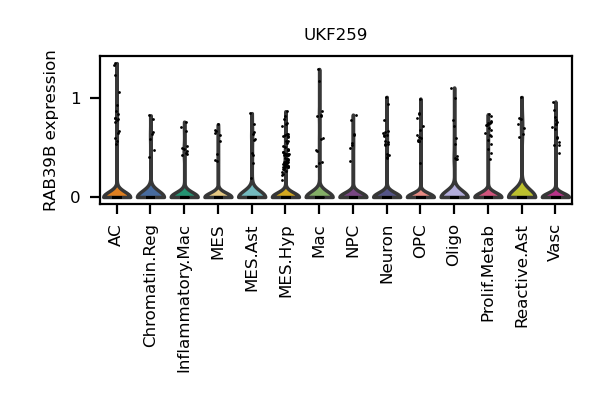 UKF259
RAB39B expression
1
0
AC
Chromatin.Reg
Inflammatory.Mac
MES
MES.Ast
MES.Hyp
Mac
NPC
Neuron
OPC
Oligo
Prolif.Metab
Reactive.Ast
Vasc